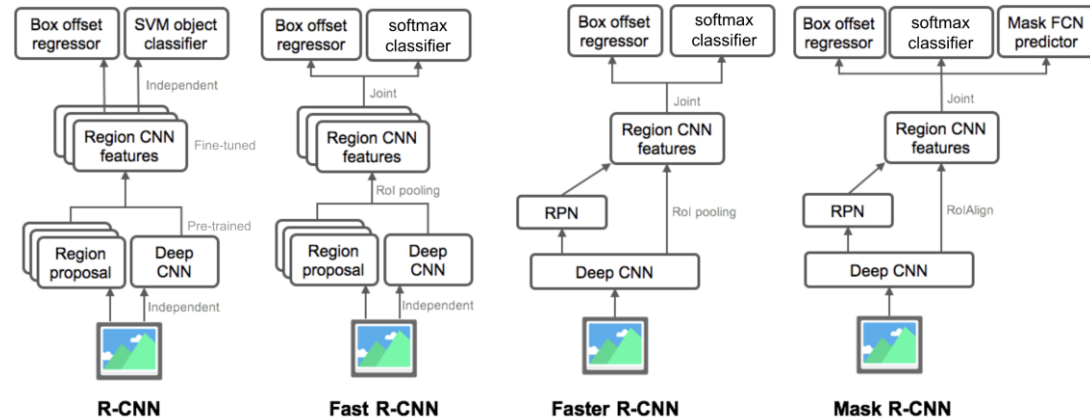 Box offset
regressor
SVM object
classifier
Independent
Region CNN
features
Fine-tuned
Pre-trained
Region
proposal
Deep
CNN
Independent
R-CNN
Box offset
regressor
softmax
classifier
Joint
Region CNN
features
RoI pooling
Region
proposal
Deep
CNN
Independent
Fast R-CNN
Box offset
regressor
softmax
classifier
Joint
Region CNN
features
RPN
RoI pooling
Deep CNN
Faster R-CNN
Box offset
regressor
softmax
classifier
Mask FCN
predictor
Joint
Region CNN
features
RPN
RoIAlign
Deep CNN
Mask R-CNN